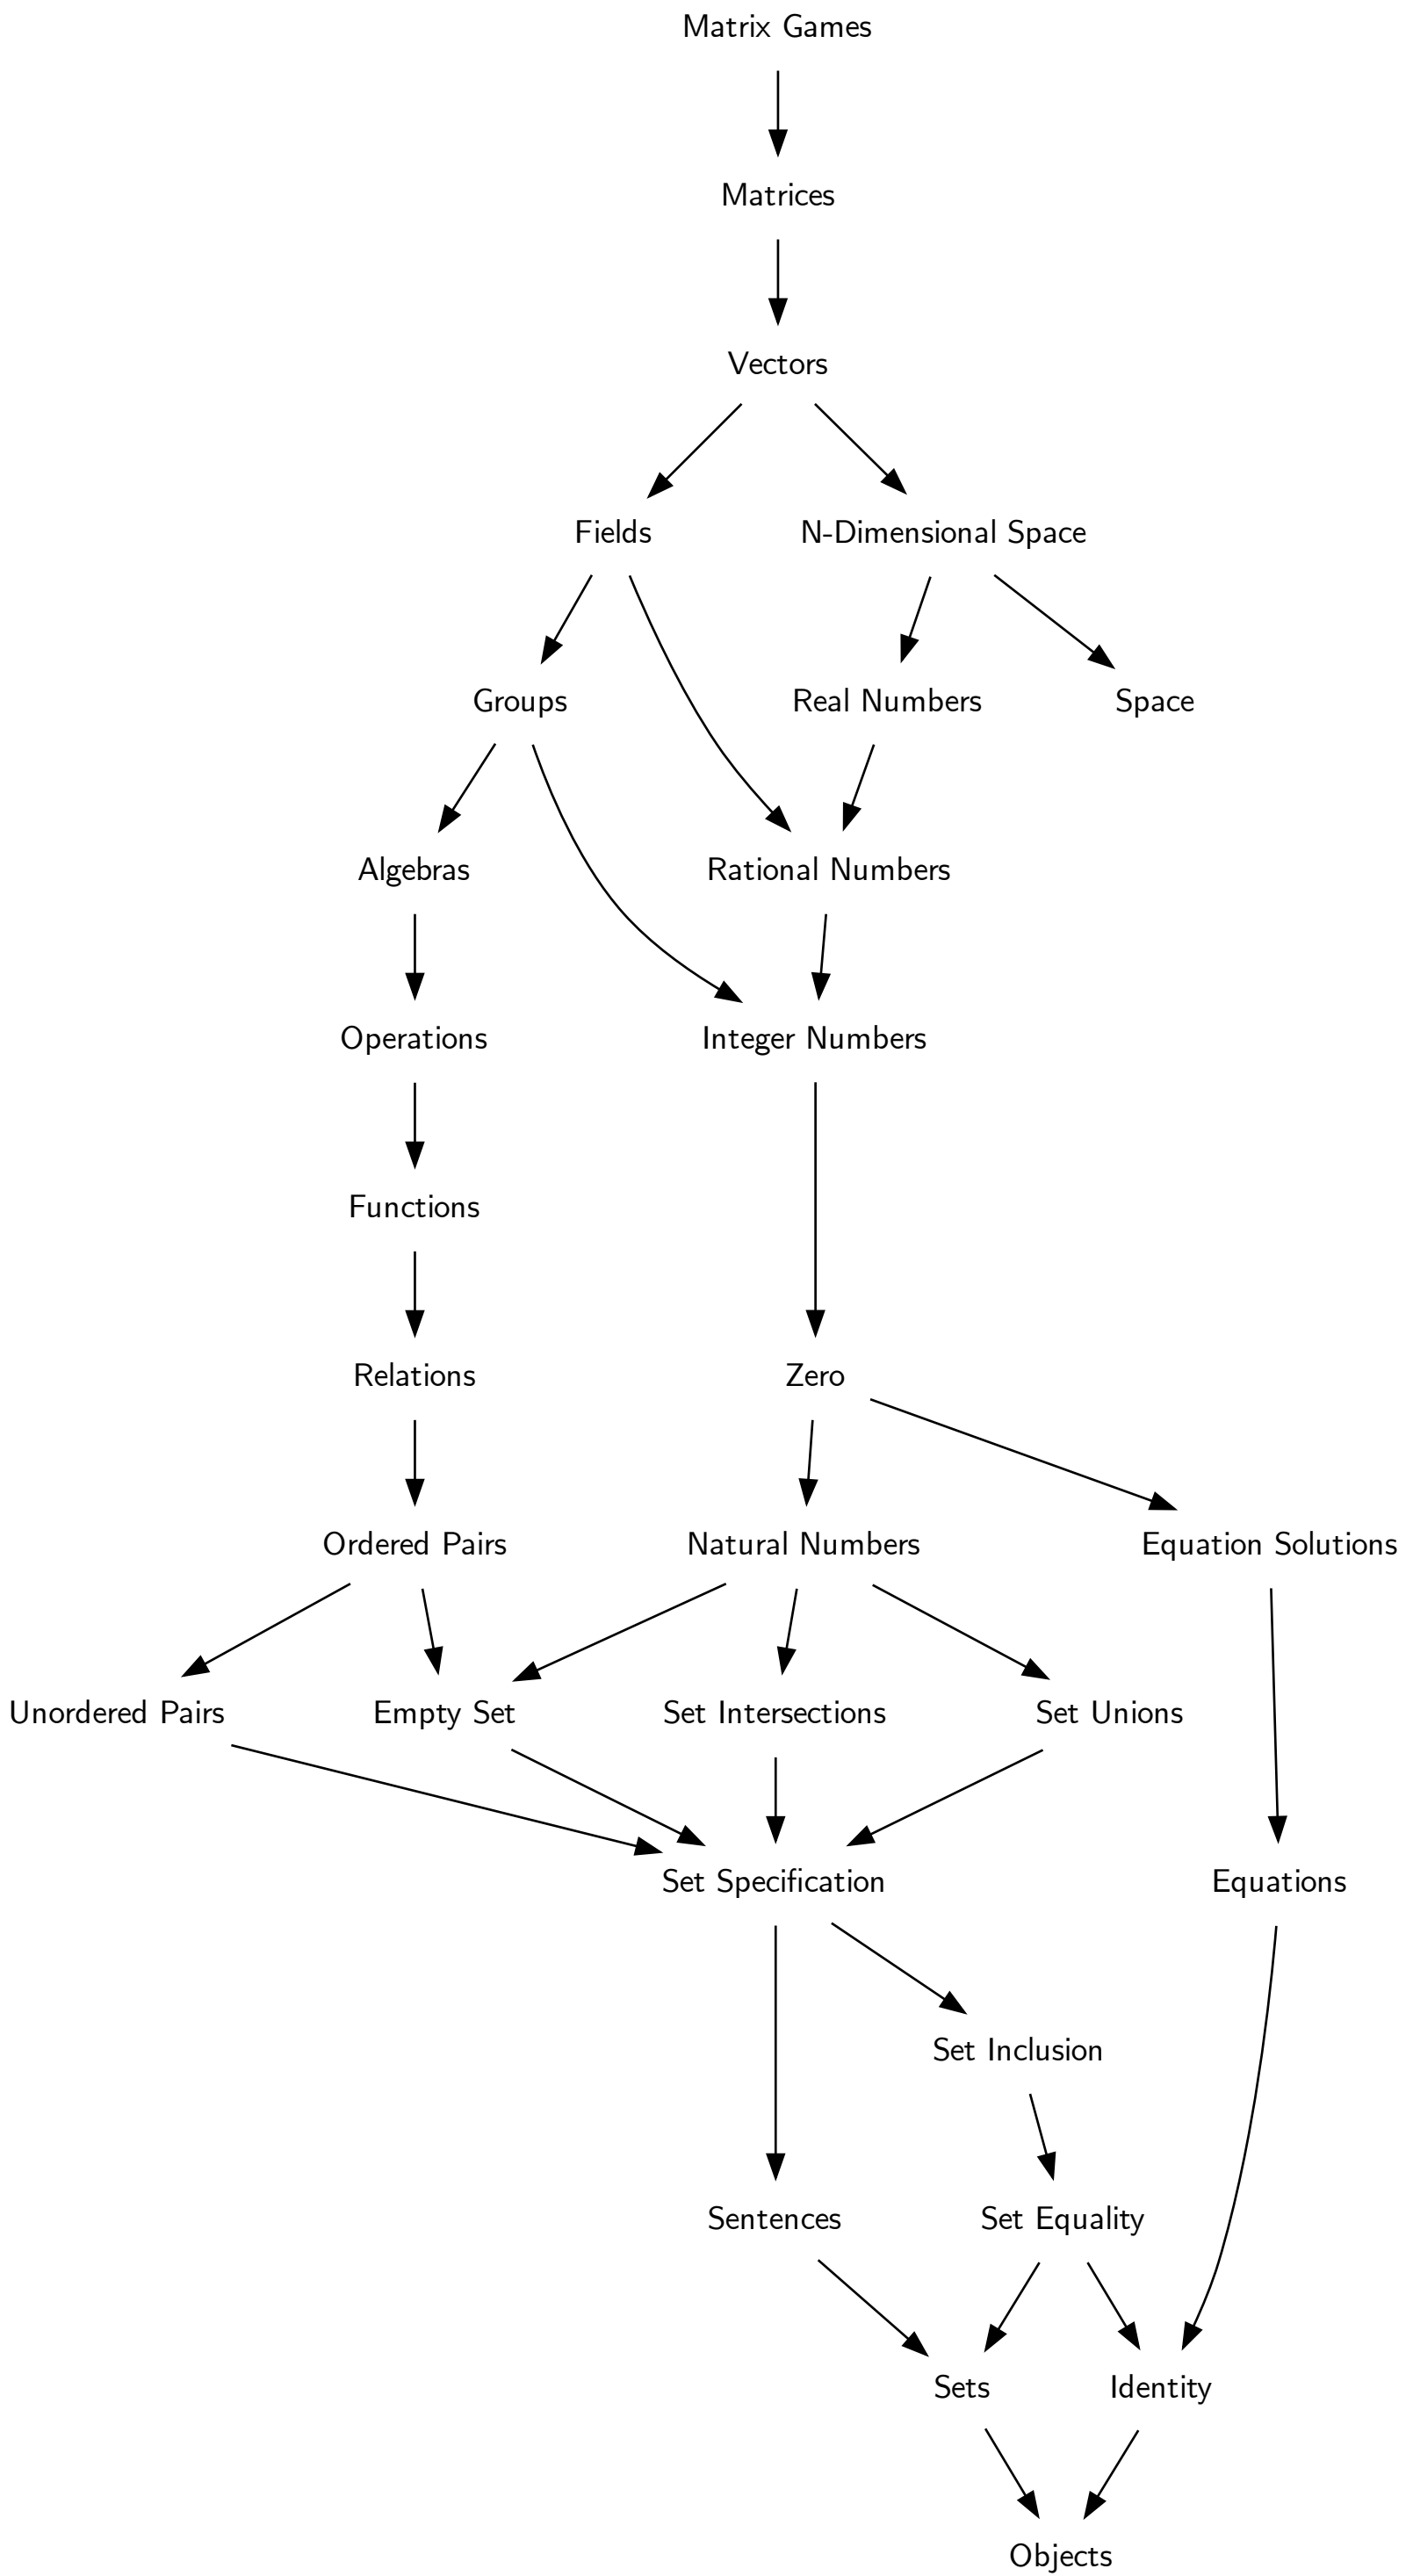 Matrix Games
Matrices
Vectors
Fields
N-Dimensional Space
Groups
Real Numbers
Space
Algebras
Rational Numbers
Operations
Integer Numbers
Functions
Relations
Zero
Ordered Pairs
Natural Numbers
Equation Solutions
Unordered Pairs
Empty Set
Set Intersections
Set Unions
Set Specification
Equations
Set Inclusion
Sentences
Set Equality
Sets
Identity
Objects